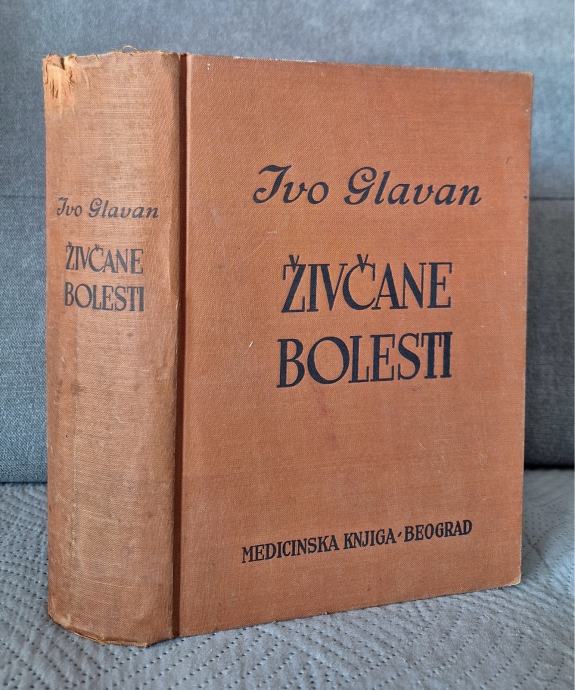 Ivo Glavan
ŽIVČANE
BOLESTI
Ivo Glavan
ŽIVČANE
BOLESTI
MEDICINSKA KNJIGA-BEOGRAD